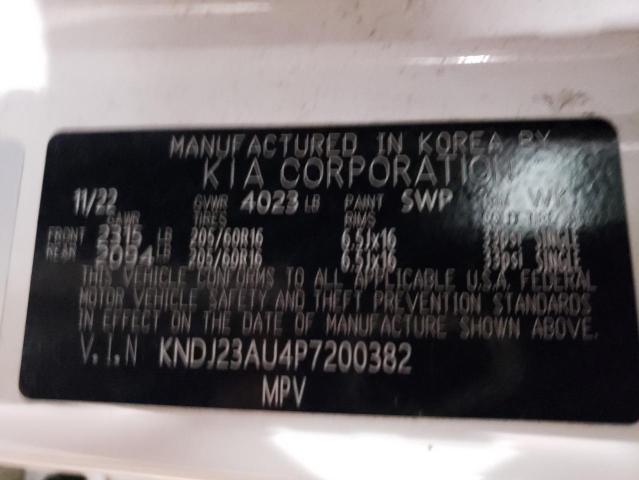 MANUFACTURED IN KOREA BY
KIA CORPORATION
11/22 GVWR 4023 LB PAINT SWP
GAWR TIRES RIMS
FRONT 2315 LB 205/60R16 6.5Jx16 33PSI SINGLE
REAR 2094 LB 205/60R16 6.5Jx16 33PSI SINGLE
THIS VEHICLE CONFORMS TO ALL APPLICABLE U.S.A. FEDERAL
MOTOR VEHICLE SAFETY AND THEFT PREVENTION STANDARDS
IN EFFECT ON THE DATE OF MANUFACTURE SHOWN ABOVE.
V.I.N KNDJ23AU4P7200382
MPV